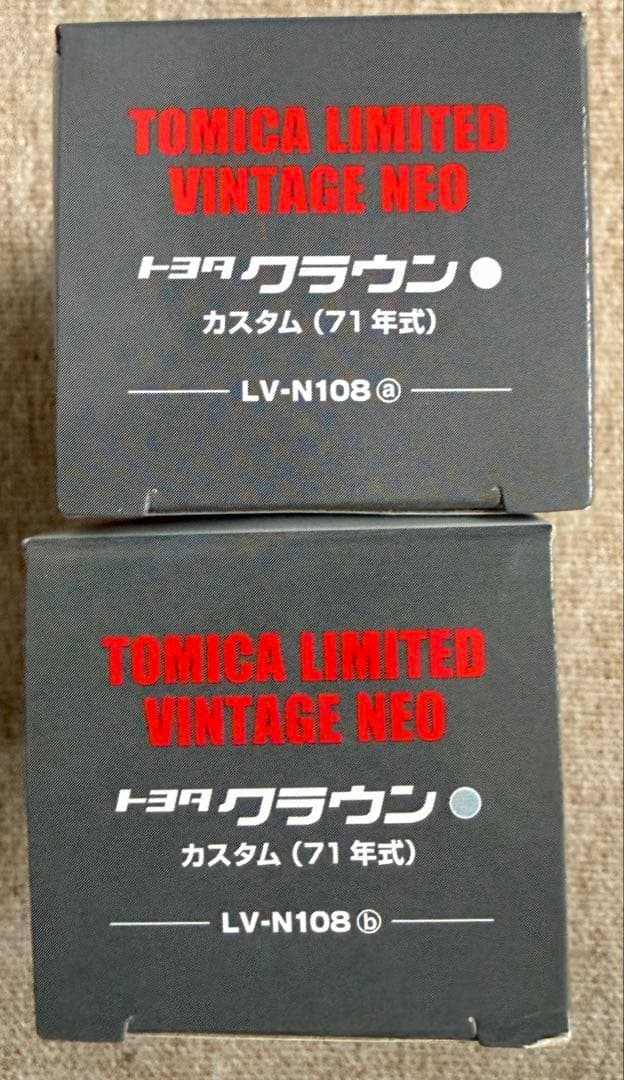 TOMICA LIMITED
VINTAGE NEO
トヨタ クラウン
カスタム（71年式）
LV-N108ⓐ
TOMICA LIMITED
VINTAGE NEO
トヨタ クラウン
カスタム（71年式）
LV-N108ⓑ